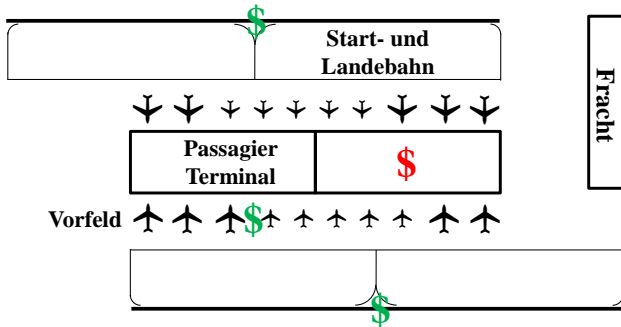 $
Start- und
Landebahn
Fracht
Passagier
Terminal
$
Vorfeld
$
$